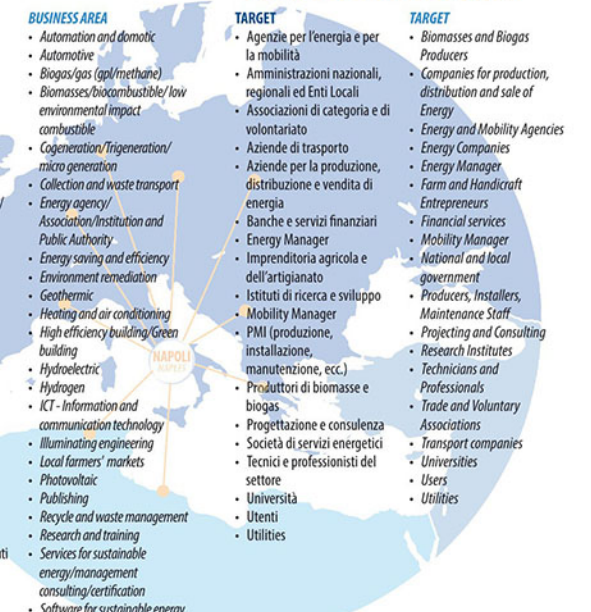 BUSINESS AREA
• Automation and domotic
• Automotive
• Biogas/gas (gpl/methane)
• Biomasses/biocombustible/ low
environmental impact
combustible
• Cogeneration/Trigeneration/
micro generation
• Collection and waste transport
• Energy agency/
Association/Institution and
Public Authority
• Energy saving and efficiency
• Environment remediation
• Geothermic
• Heating and air conditioning
• High efficiency building/Green
building
• Hydroelectric
• Hydrogen
• ICT - Information and
communication technology
• Illuminating engineering
• Local farmers' markets
• Photovoltaic
• Publishing
• Recycle and waste management
• Research and training
• Services for sustainable
energy/management
consulting/certification
• Software for sustainable energy
TARGET
• Agenzie per l'energia e per
la mobilità
• Amministrazioni nazionali,
regionali ed Enti Locali
• Associazioni di categoria e di
volontariato
• Aziende di trasporto
• Aziende per la produzione,
distribuzione e vendita di
energia
• Banche e servizi finanziari
• Energy Manager
• Imprenditoria agricola e
dell'artigianato
• Istituti di ricerca e sviluppo
• Mobility Manager
• PMI (produzione,
installazione,
manutenzione, ecc.)
• Produttori di biomasse e
biogas
• Progettazione e consulenza
• Società di servizi energetici
• Tecnici e professionisti del
settore
• Università
• Utenti
• Utilities
TARGET
• Biomasses and Biogas
Producers
• Companies for production,
distribution and sale of
Energy
• Energy and Mobility Agencies
• Energy Companies
• Energy Manager
• Farm and Handicraft
Entrepreneurs
• Financial services
• Mobility Manager
• National and local
government
• Producers, Installers,
Maintenance Staff
• Projecting and Consulting
• Research Institutes
• Technicians and
Professionals
• Trade and Voluntary
Associations
• Transport companies
• Universities
• Users
• Utilities
NAPOLI
NAPLES